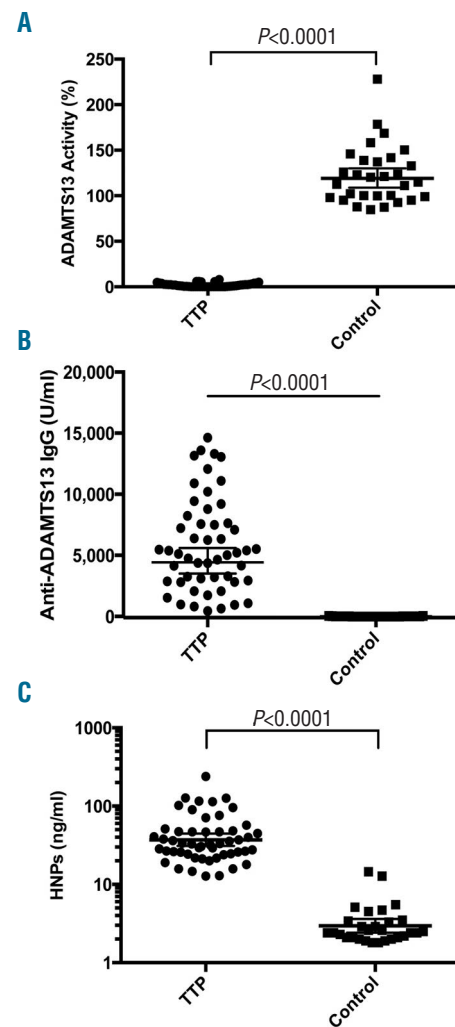 A
P<0.0001
ADAMTS13 Activity (%)
250
200
150
100
50
0
TTP
Control
B
P<0.0001
Anti-ADAMTS13 IgG (U/ml)
20,000
15,000
10,000
5,000
0
TTP
Control
C
P<0.0001
HNPs (ng/ml)
1000
100
10
1
TTP
Control